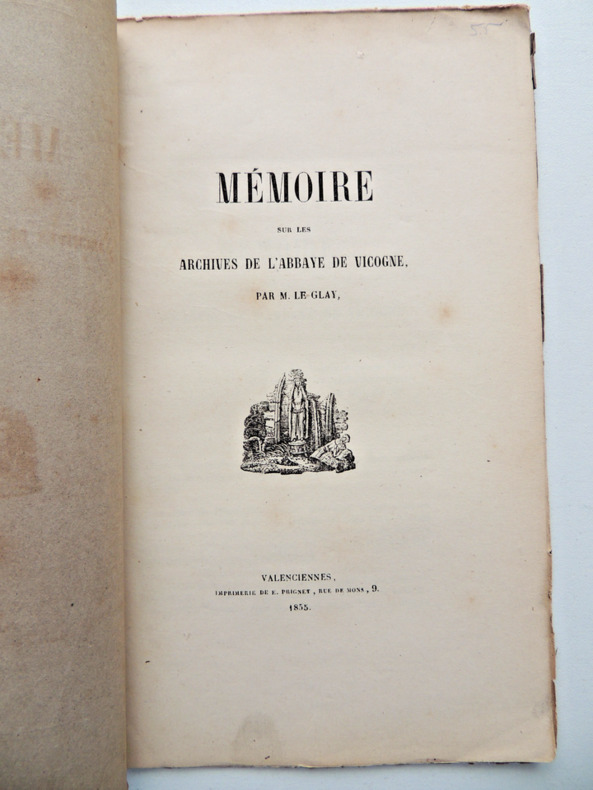 MÉMOIRE
SUR LES
ARCHIVES DE L'ABBAYE DE VICOGNE,
PAR M. LE GLAY,
VALENCIENNES,
IMPRIMERIE DE E. PRIGNET, RUE DE MONS, 9.
1855.